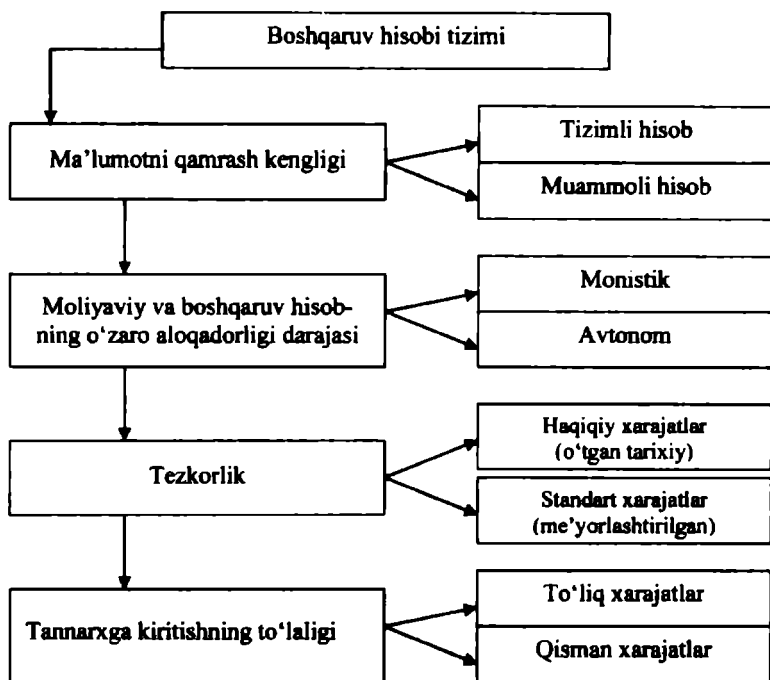 Boshqaruv hisobi tizimi
Ma’lumotni qamrash kengligi
Tizimli hisob
Muammoli hisob
Moliyaviy va boshqaruv hisob-
ning o‘zaro aloqadorligi darajasi
Monistik
Avtonom
Tezkorlik
Haqiqiy xarajatlar
(o‘tgan tarixiy)
Standart xarajatlar
(me’yorlashtirilgan)
Tannarxga kiritishning to‘laligi
To‘liq xarajatlar
Qisman xarajatlar